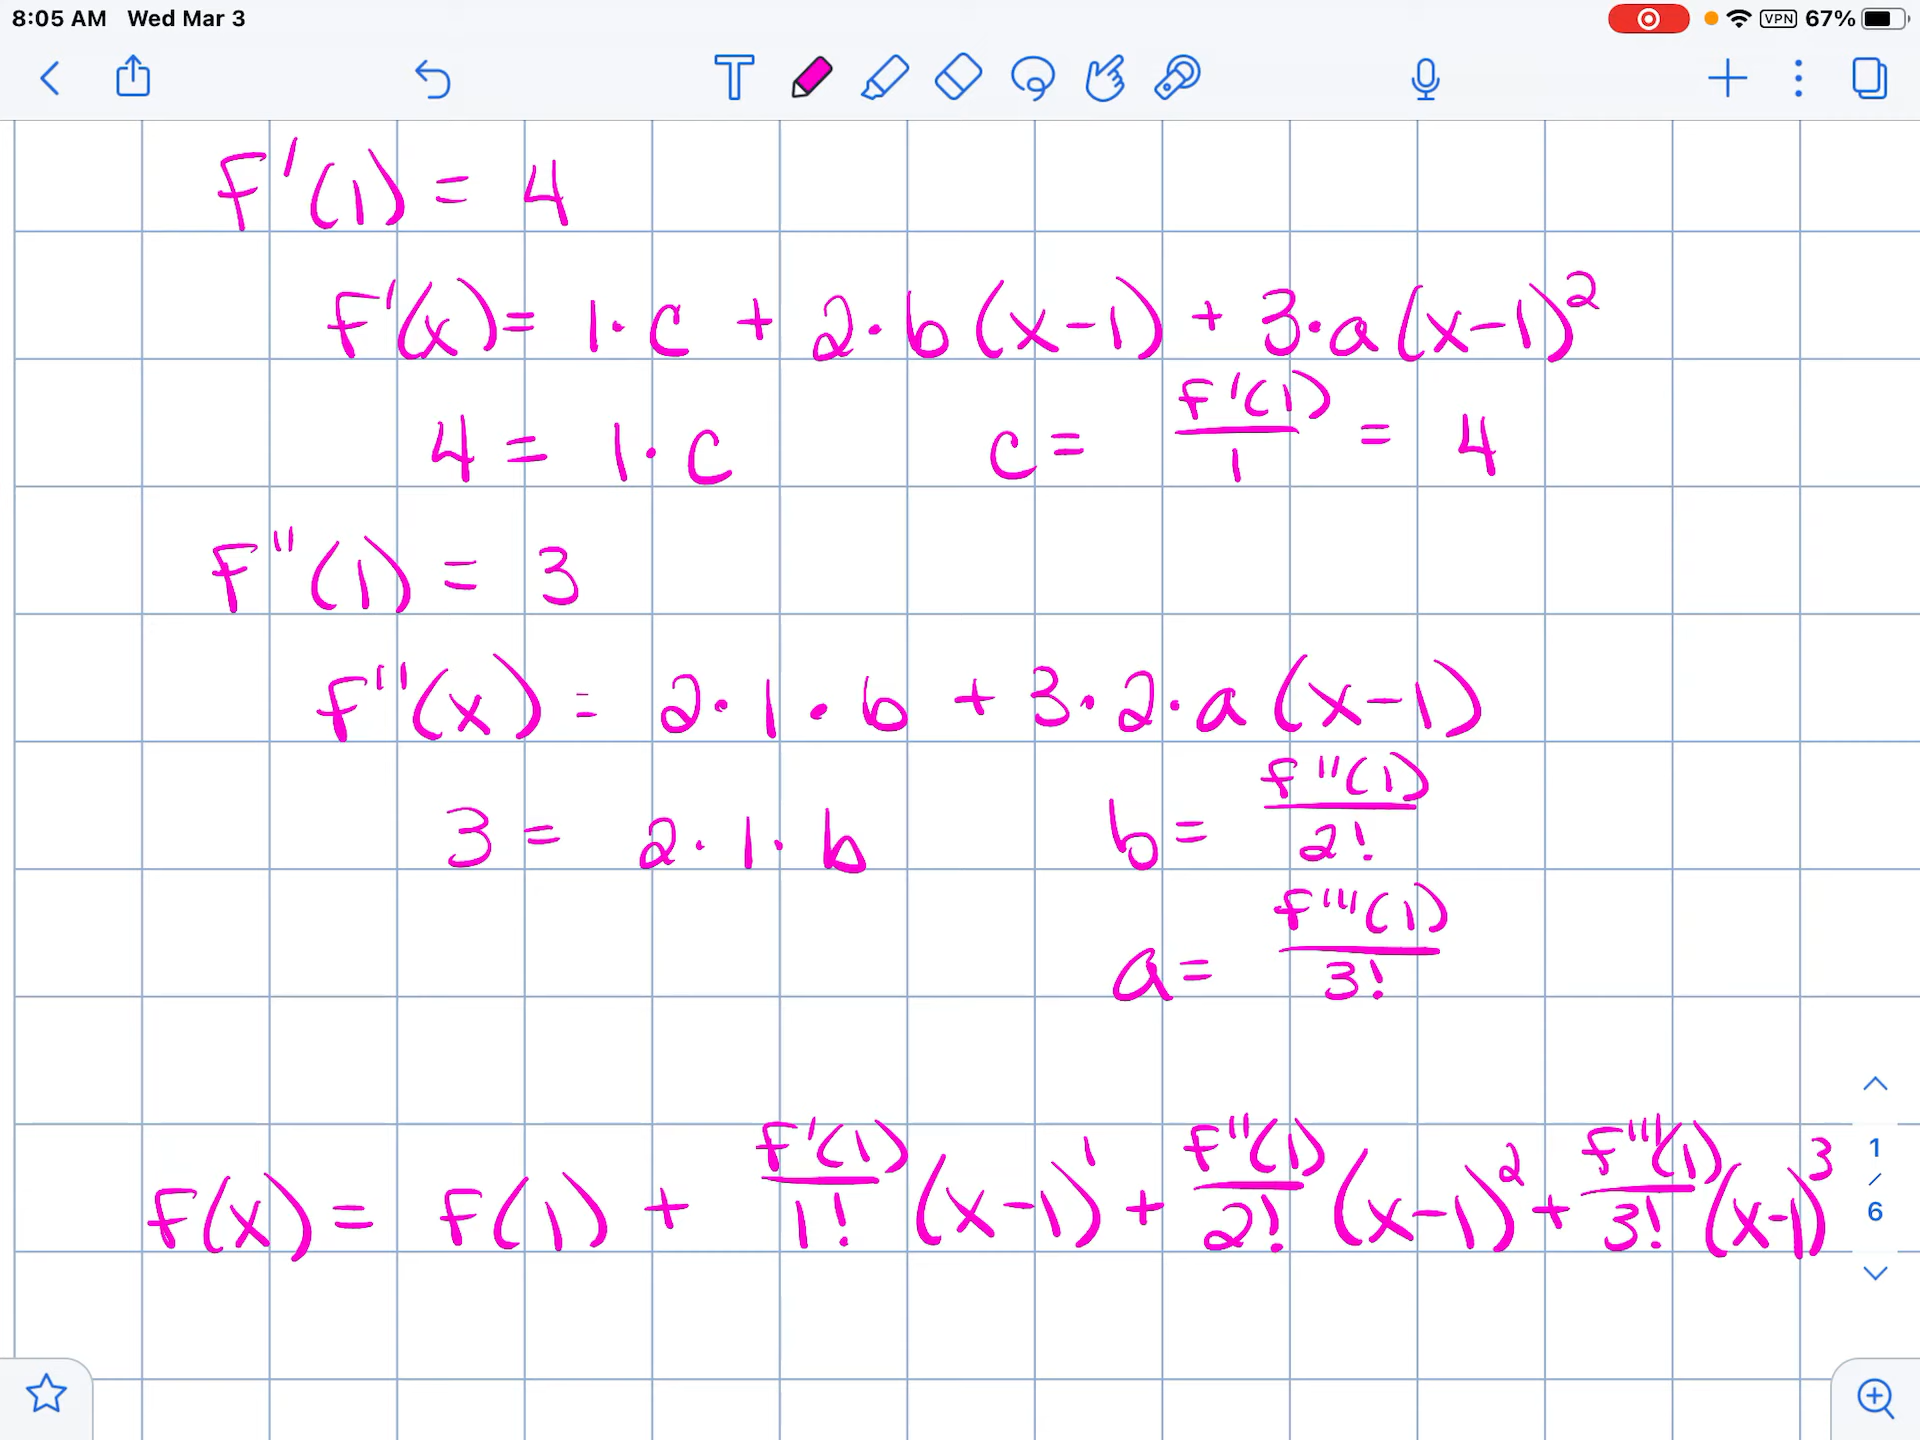 8:05 AM Wed Mar 3 VPN 67%
T
F'(1) = 4
F'(x) = 1·c + 2·b(x-1) + 3·a(x-1)²
4 = 1·c c = f'(1)/1 = 4
F''(1) = 3
F''(x) = 2·1·b + 3·2·a(x-1)
3 = 2·1·b b = f''(1)/2!
a = f'''(1)/3!
F(x) = F(1) + F'(1)/1! (x-1)¹ + F''(1)/2! (x-1)² + F'''(1)/3! (x-1)³
1 / 6